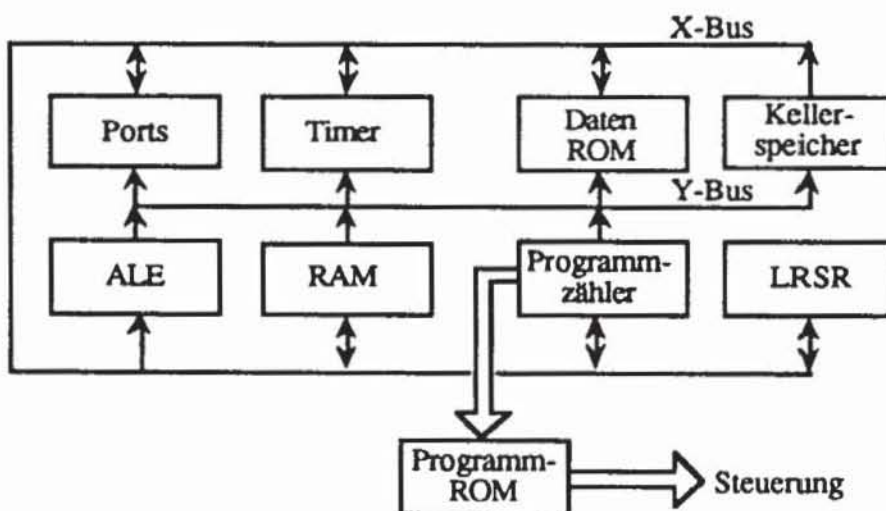 X-Bus
Ports
Timer
Daten
ROM
Keller-
speicher
Y-Bus
ALE
RAM
Programm-
zähler
LRSR
Programm-
ROM
Steuerung